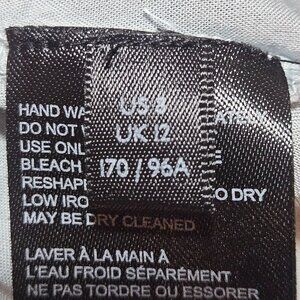 US 8
UK 12
170 / 96A
HAND WA
DO NOT
USE ONL
BLEACH
RESHAP
O DRY
LOW IRO
MAY BE DRY CLEANED
LAVER À LA MAIN À
L'EAU FROID SÉPARÉMENT
NE PAS TORDRE OU ESSORER